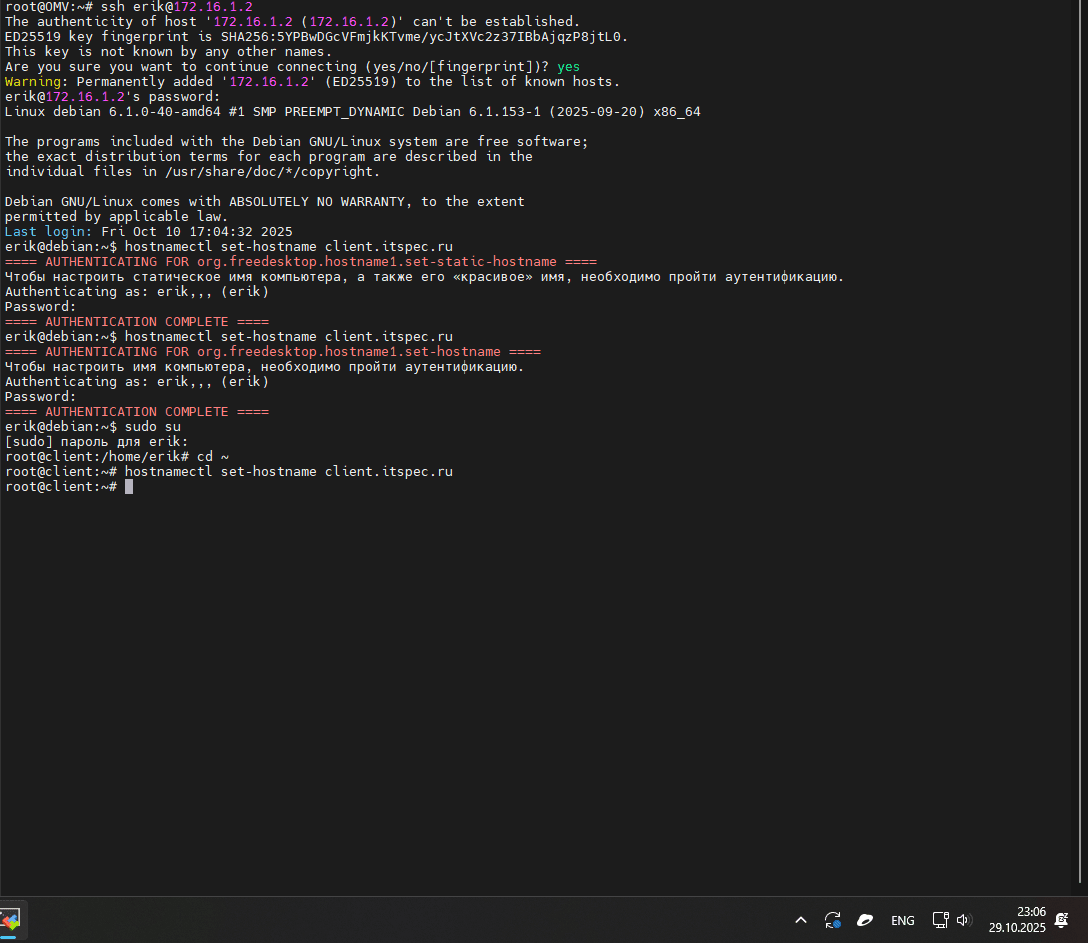 root@OMV:~# ssh erik@172.16.1.2
The authenticity of host '172.16.1.2 (172.16.1.2)' can't be established.
ED25519 key fingerprint is SHA256:5YPBwDGcVFmjkKTvme/ycJtXVc2z37IBbAjqzP8jtL0.
This key is not known by any other names.
Are you sure you want to continue connecting (yes/no/[fingerprint])? yes
Warning: Permanently added '172.16.1.2' (ED25519) to the list of known hosts.
erik@172.16.1.2's password:
Linux debian 6.1.0-40-amd64 #1 SMP PREEMPT_DYNAMIC Debian 6.1.153-1 (2025-09-20) x86_64
The programs included with the Debian GNU/Linux system are free software;
the exact distribution terms for each program are described in the
individual files in /usr/share/doc/*/copyright.
Debian GNU/Linux comes with ABSOLUTELY NO WARRANTY, to the extent
permitted by applicable law.
Last login: Fri Oct 10 17:04:32 2025
erik@debian:~$ hostnamectl set-hostname client.itspec.ru
==== AUTHENTICATING FOR org.freedesktop.hostname1.set-static-hostname ====
Чтобы настроить статическое имя компьютера, а также его «красивое» имя, необходимо пройти аутентификацию.
Authenticating as: erik,,, (erik)
Password:
==== AUTHENTICATION COMPLETE ====
erik@debian:~$ hostnamectl set-hostname client.itspec.ru
==== AUTHENTICATING FOR org.freedesktop.hostname1.set-hostname ====
Чтобы настроить имя компьютера, необходимо пройти аутентификацию.
Authenticating as: erik,,, (erik)
Password:
==== AUTHENTICATION COMPLETE ====
erik@debian:~$ sudo su
[sudo] пароль для erik:
root@client:/home/erik# cd ~
root@client:~# hostnamectl set-hostname client.itspec.ru
root@client:~#
ENG
23:06
29.10.2025